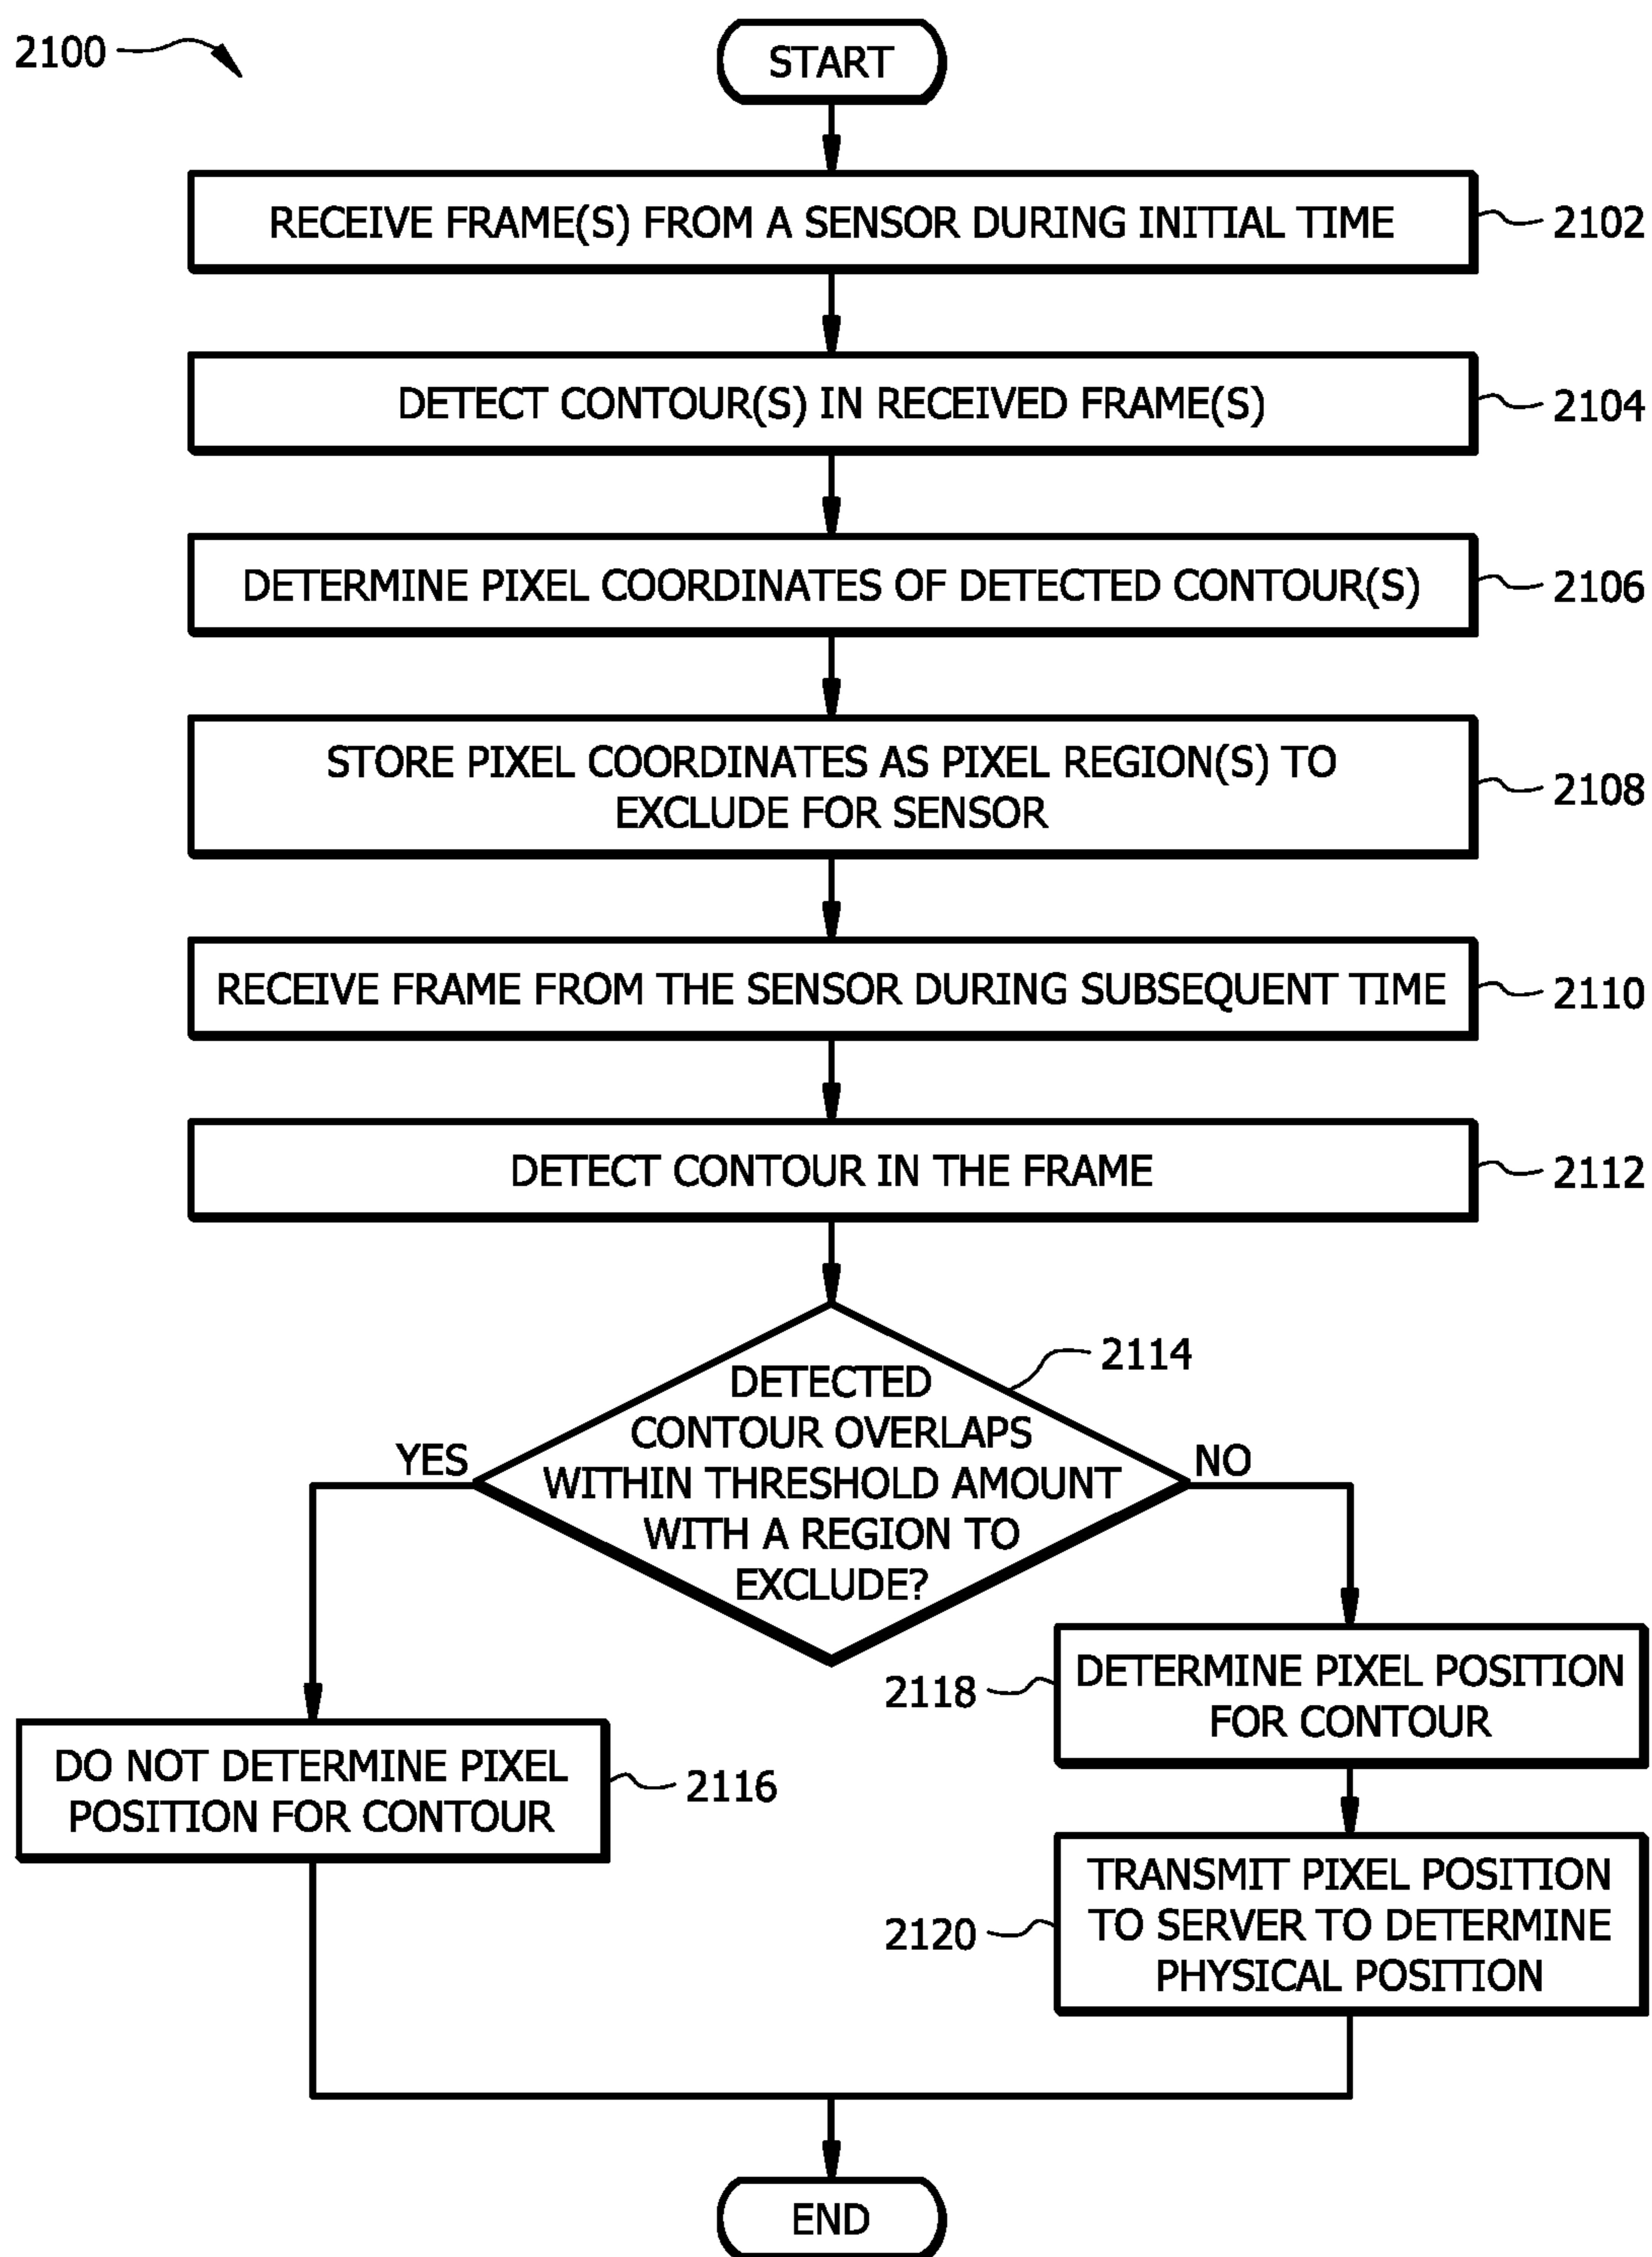 2100
START
RECEIVE FRAME(S) FROM A SENSOR DURING INITIAL TIME
2102
DETECT CONTOUR(S) IN RECEIVED FRAME(S)
2104
DETERMINE PIXEL COORDINATES OF DETECTED CONTOUR(S)
2106
STORE PIXEL COORDINATES AS PIXEL REGION(S) TO
EXCLUDE FOR SENSOR
2108
RECEIVE FRAME FROM THE SENSOR DURING SUBSEQUENT TIME
2110
DETECT CONTOUR IN THE FRAME
2112
DETECTED
CONTOUR OVERLAPS
WITHIN THRESHOLD AMOUNT
WITH A REGION TO
EXCLUDE?
2114
YES
NO
DO NOT DETERMINE PIXEL
POSITION FOR CONTOUR
2116
DETERMINE PIXEL POSITION
FOR CONTOUR
2118
TRANSMIT PIXEL POSITION
TO SERVER TO DETERMINE
PHYSICAL POSITION
2120
END